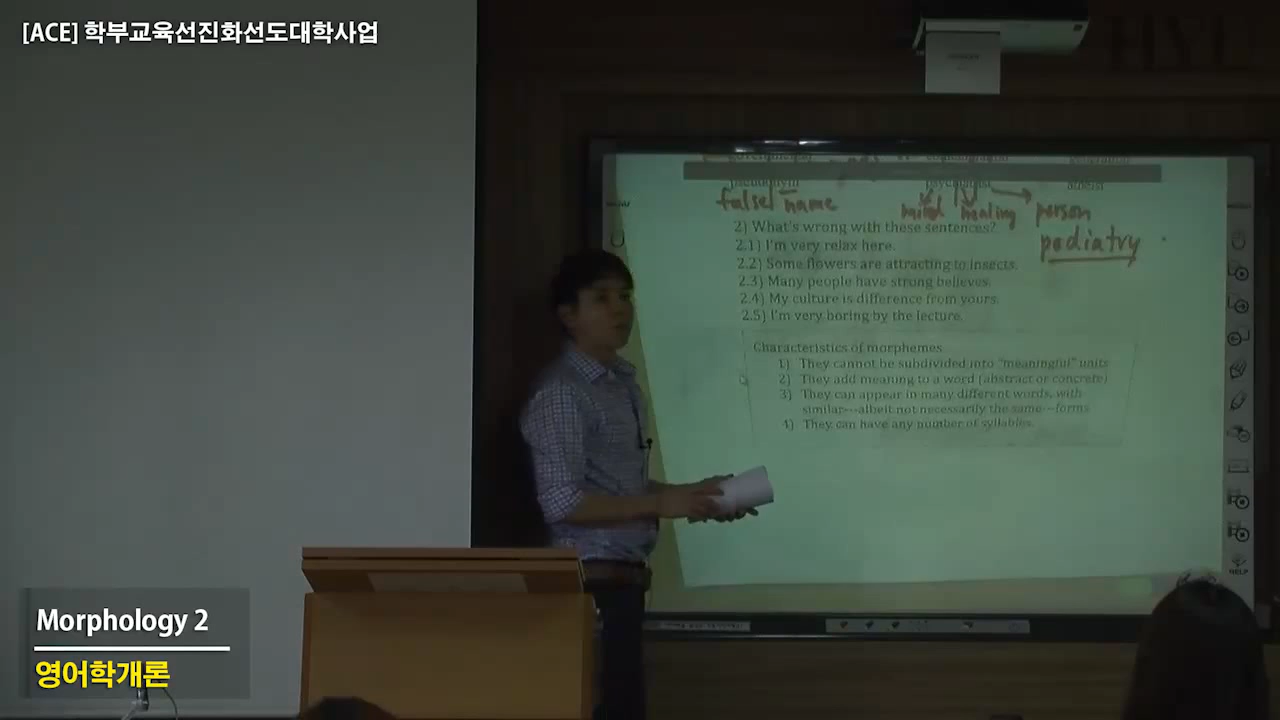 [ACE] 학부교육선진화선도대학사업
pseudonym psychiatrist atheist
false name mind healing person
pediatry
2) What's wrong with these sentences?
2.1) I'm very relax here.
2.2) Some flowers are attracting to insects.
2.3) Many people have strong believes.
2.4) My culture is difference from yours.
2.5) I'm very boring by the lecture.
Characteristics of morphemes
1) They cannot be subdivided into "meaningful" units
2) They add meaning to a word (abstract or concrete)
3) They can appear in many different words, with
similar---albeit not necessarily the same---forms
4) They can have any number of syllables.
HELP
Morphology 2
영어학개론